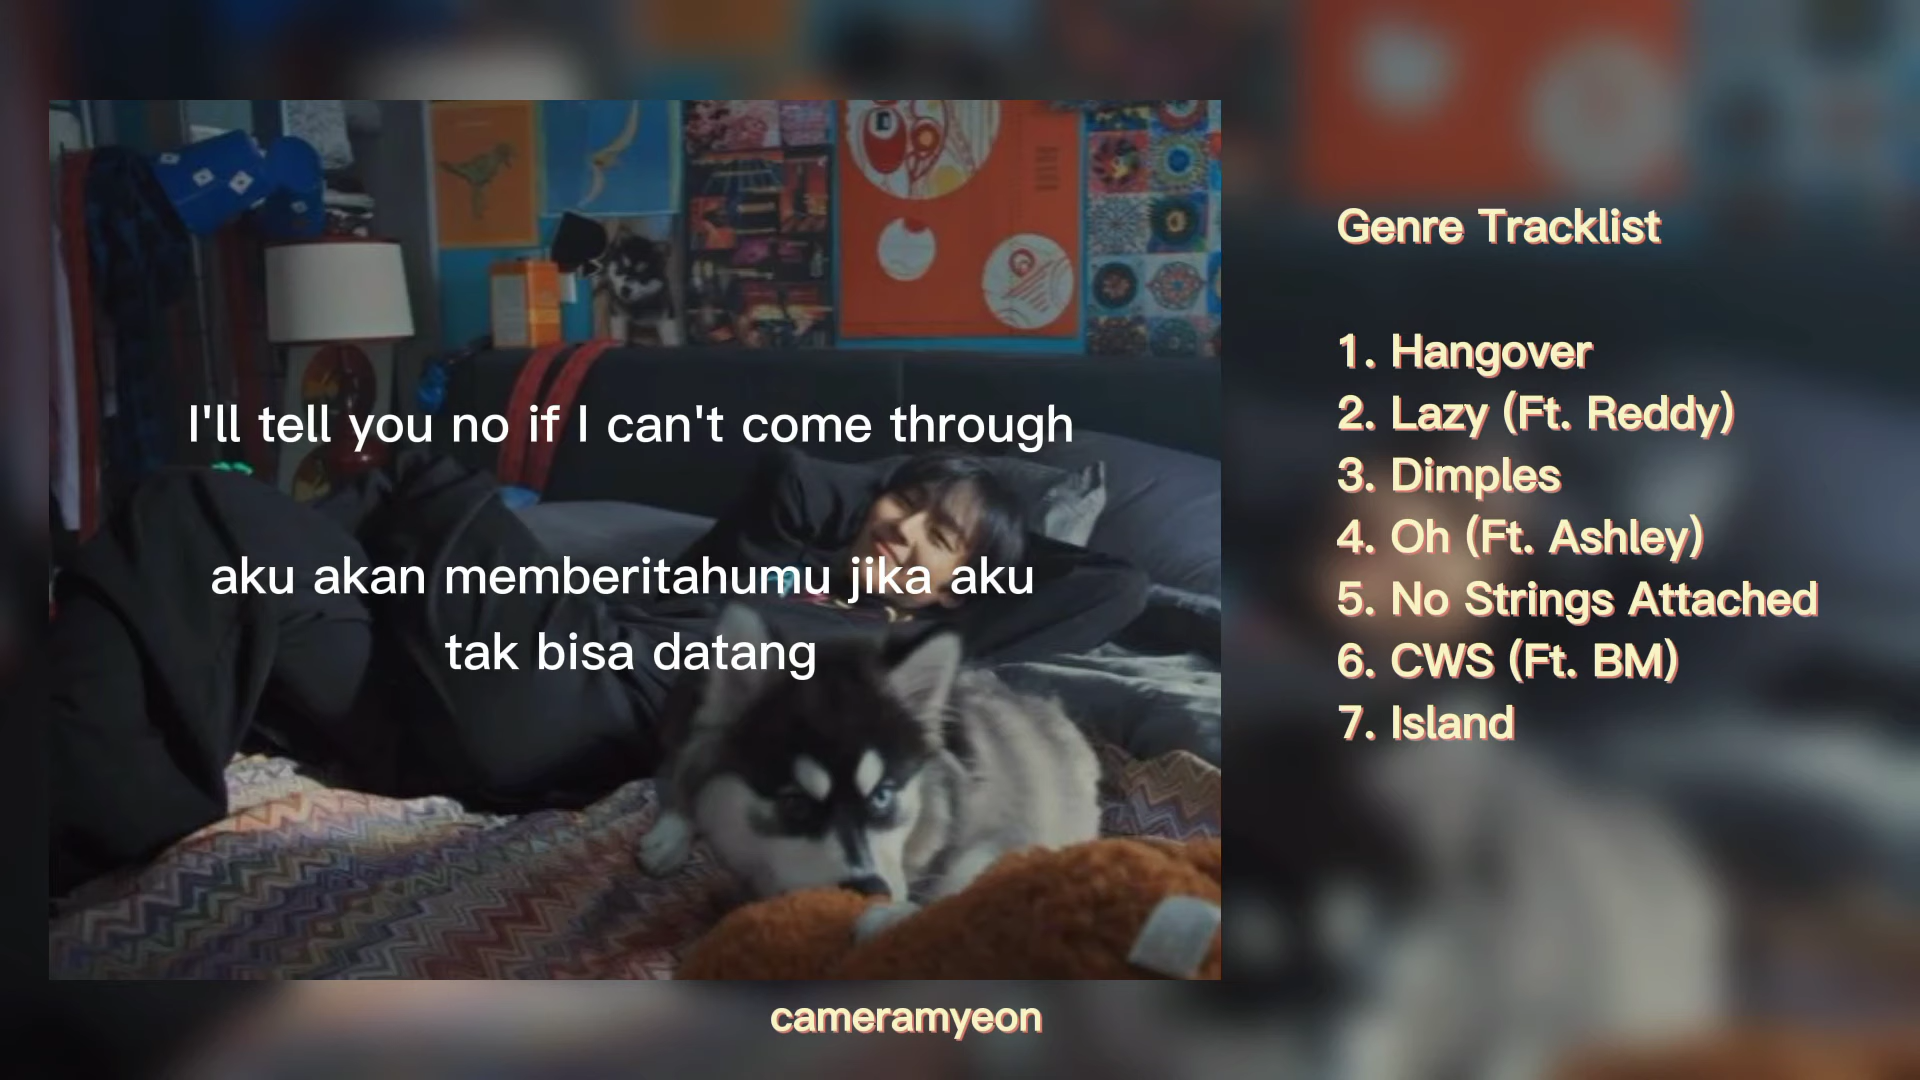 I'll tell you no if I can't come through
aku akan memberitahumu jika aku
tak bisa datang
Genre Tracklist
1. Hangover
2. Lazy (Ft. Reddy)
3. Dimples
4. Oh (Ft. Ashley)
5. No Strings Attached
6. CWS (Ft. BM)
7. Island
cameramyeon